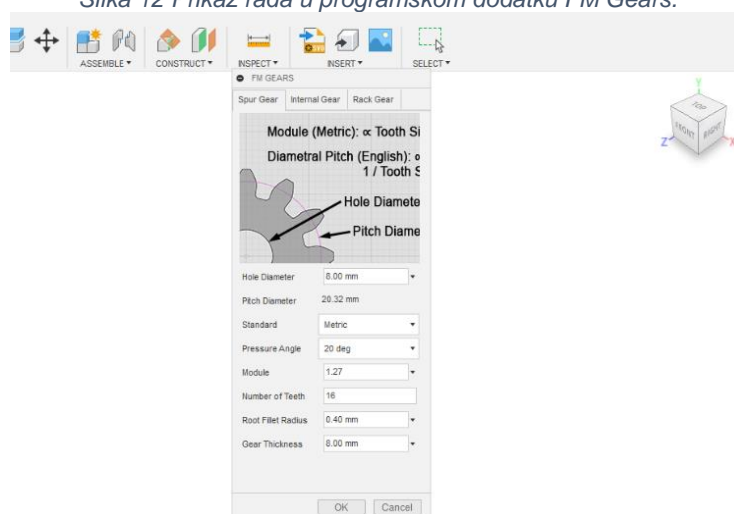 Slika 12 Prikaz rada u programskom dodatku FM Gears.
ASSEMBLE▾ CONSTRUCT▾ INSPECT▾ INSERT▾ SELECT▾
FM GEARS
Spur Gear Internal Gear Rack Gear
Module (Metric): ∝ Tooth Si
Diametral Pitch (English): ∝
1 / Tooth S
Hole Diamete
Pitch Diame
Hole Diameter 8.00 mm
Pitch Diameter 20.32 mm
Standard Metric
Pressure Angle 20 deg
Module 1.27
Number of Teeth 16
Root Fillet Radius 0.40 mm
Gear Thickness 8.00 mm
OK Cancel
Y
TOP
FRONT RIGHT
Z X